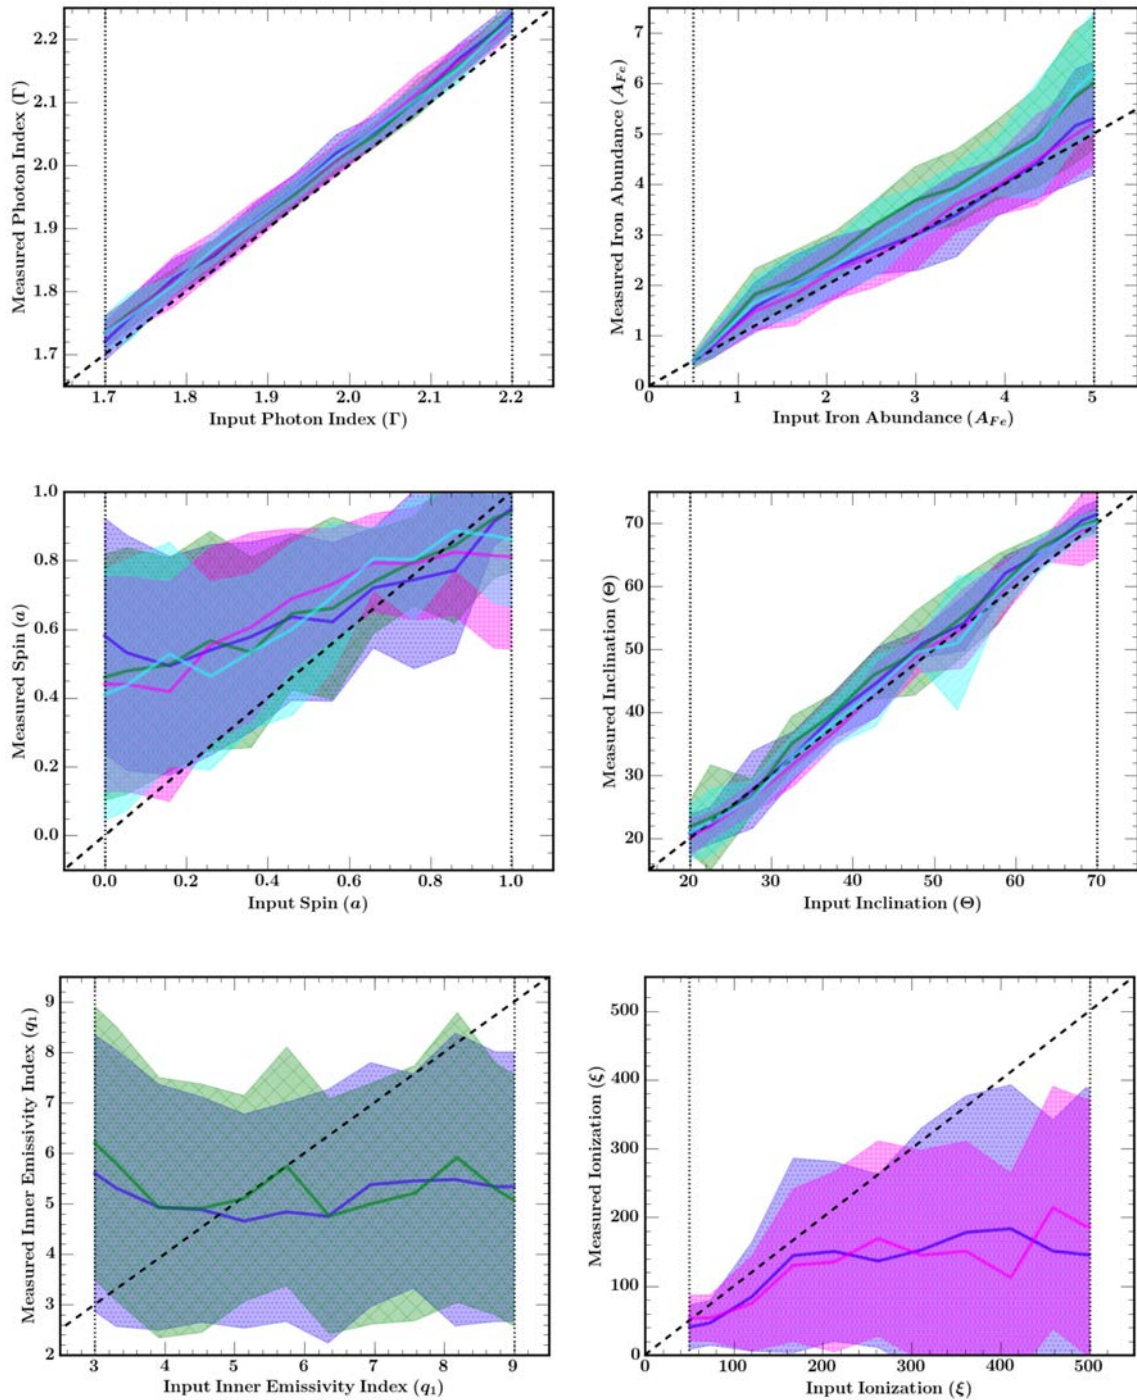 2.2
2.1
2.0
1.9
1.8
1.7
Measured Photon Index (Γ)
1.7 1.8 1.9 2.0 2.1 2.2
Input Photon Index (Γ)
7
6
5
4
3
2
1
0
Measured Iron Abundance (A_Fe)
0 1 2 3 4 5
Input Iron Abundance (A_Fe)
1.0
0.8
0.6
0.4
0.2
0.0
Measured Spin (a)
0.0 0.2 0.4 0.6 0.8 1.0
Input Spin (a)
70
60
50
40
30
20
Measured Inclination (Θ)
20 30 40 50 60 70
Input Inclination (Θ)
9
8
7
6
5
4
3
2
Measured Inner Emissivity Index (q₁)
3 4 5 6 7 8 9
Input Inner Emissivity Index (q₁)
500
400
300
200
100
0
Measured Ionization (ξ)
0 100 200 300 400 500
Input Ionization (ξ)